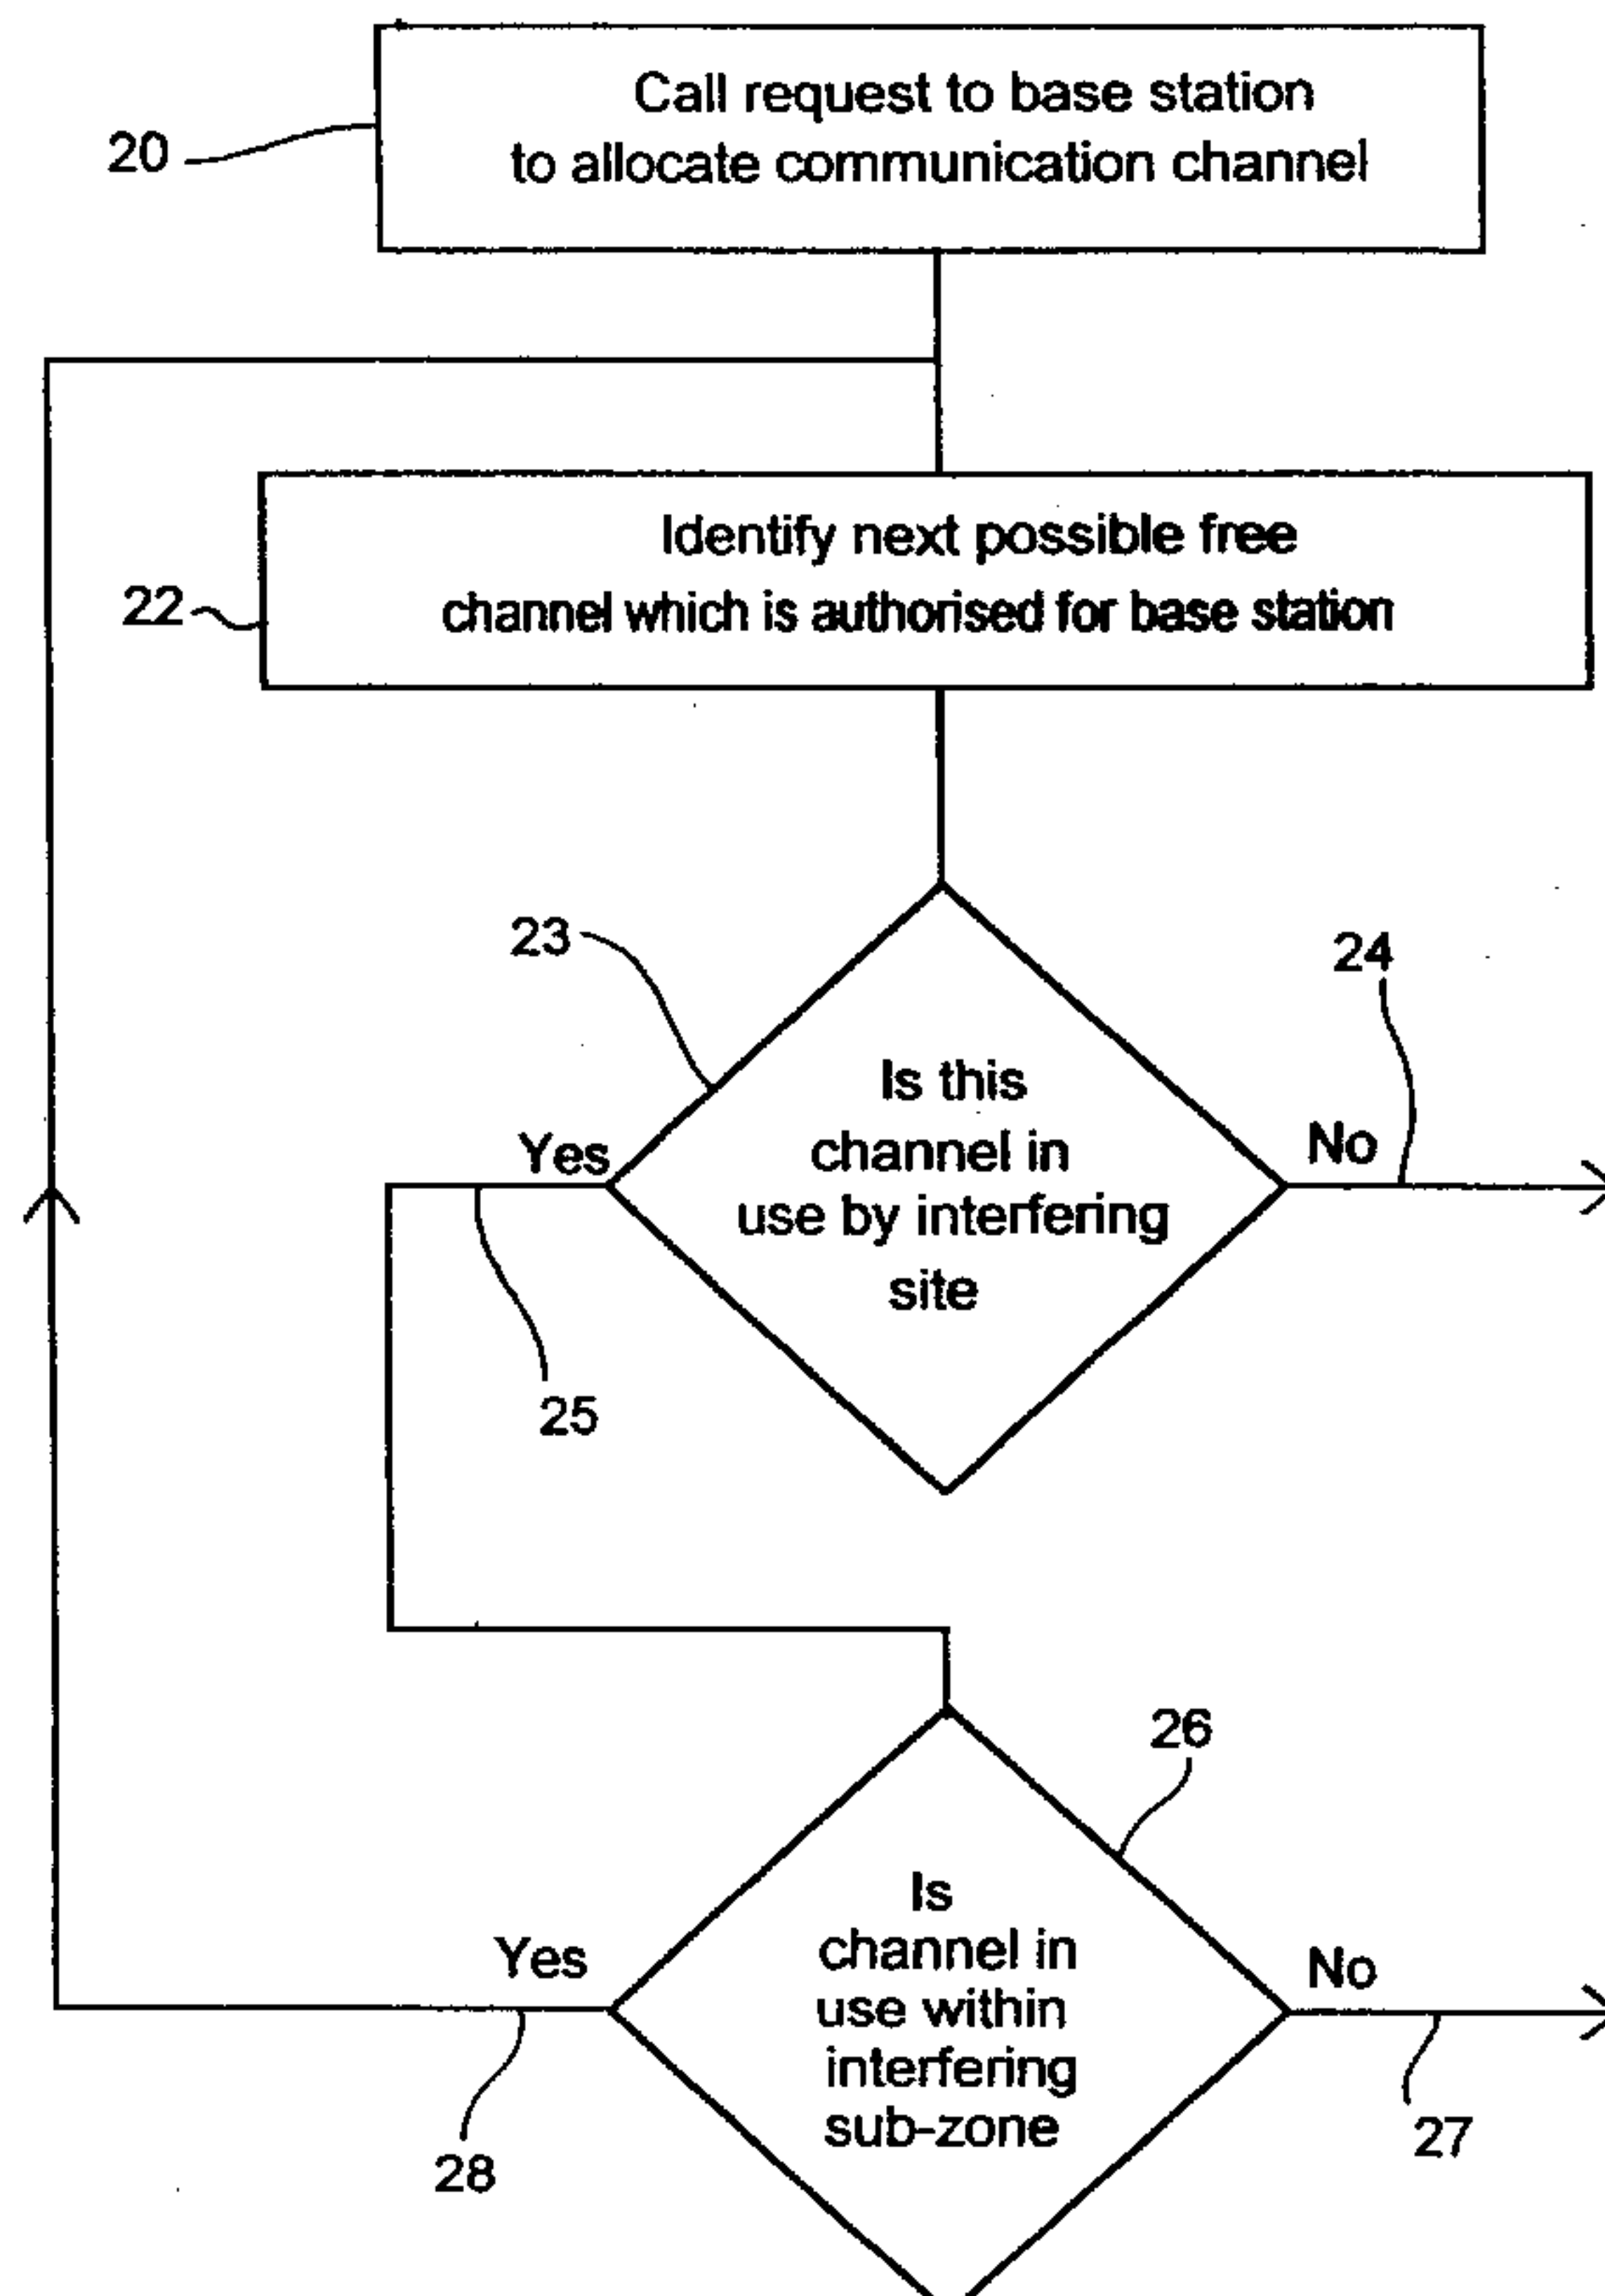 Call request to base station
to allocate communication channel
20
Identify next possible free
channel which is authorised for base station
22
23
24
Is this
channel in
use by interfering
site
Yes
No
25
26
Is
channel in
use within
interfering
sub-zone
Yes
No
28
27